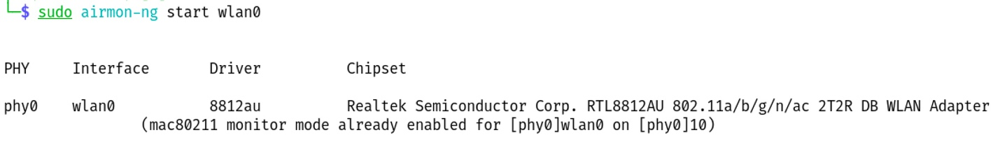 └─$ sudo airmon-ng start wlan0
PHY Interface Driver Chipset
phy0 wlan0 8812au Realtek Semiconductor Corp. RTL8812AU 802.11a/b/g/n/ac 2T2R DB WLAN Adapter
(mac80211 monitor mode already enabled for [phy0]wlan0 on [phy0]10)